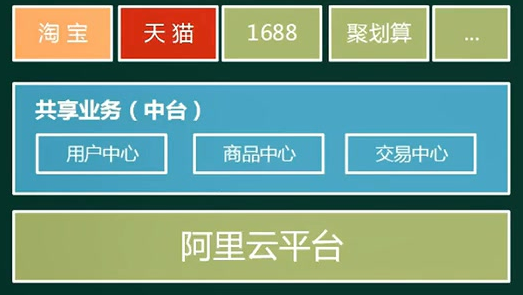 淘宝 天猫 1688 聚划算 ...
共享业务（中台）
用户中心 商品中心 交易中心
阿里云平台